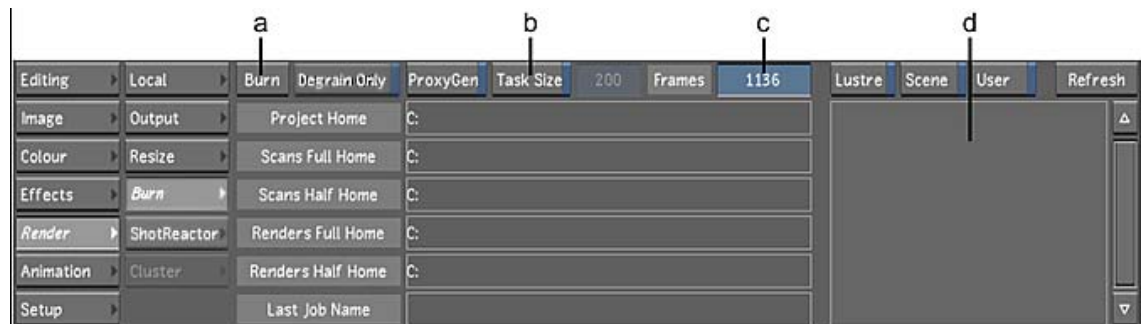 a b c d
Editing Local Burn Degrain Only ProxyGen Task Size 200 Frames 1136 Lustre Scene User Refresh
Image Output Project Home C:
Colour Resize Scans Full Home C:
Effects Burn Scans Half Home C:
Render ShotReactor Renders Full Home C:
Animation Cluster Renders Half Home C:
Setup Last Job Name